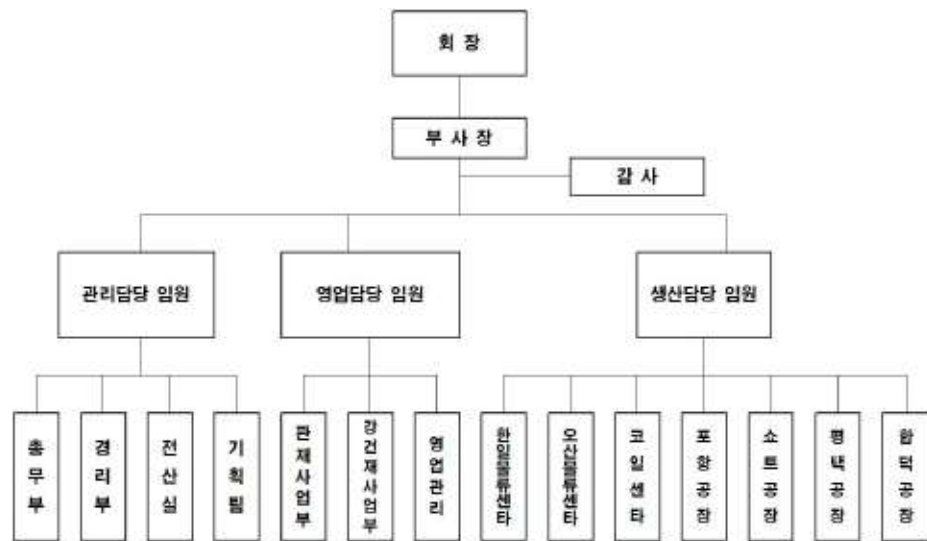 회 장
부 사 장
감 사
관리담당 임원
영업담당 임원
생산담당 임원
총무부
경리부
전산실
기획팀
판재사업부
강건재사업부
영업관리
한일물류센타
오산물류센타
코일센타
포항공장
쇼트공장
평택공장
합덕공장